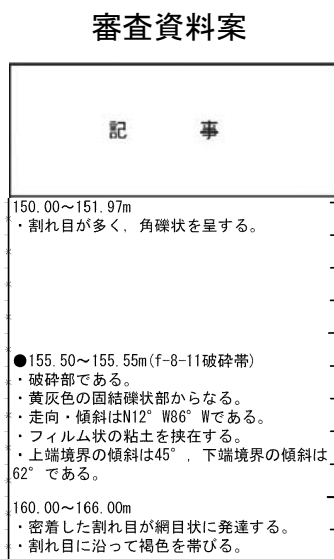 審査資料案
記 事
150.00～151.97m
・割れ目が多く，角礫状を呈する。
●155.50～155.55m(f-8-11破砕帯)
・破砕部である。
・黄灰色の固結礫状部からなる。
・走向・傾斜はN12° W86° Wである。
・フィルム状の粘土を挟在する。
・上端境界の傾斜は45°，下端境界の傾斜は
62° である。
160.00～166.00m
・密着した割れ目が網目状に発達する。
・割れ目に沿って褐色を帯びる。